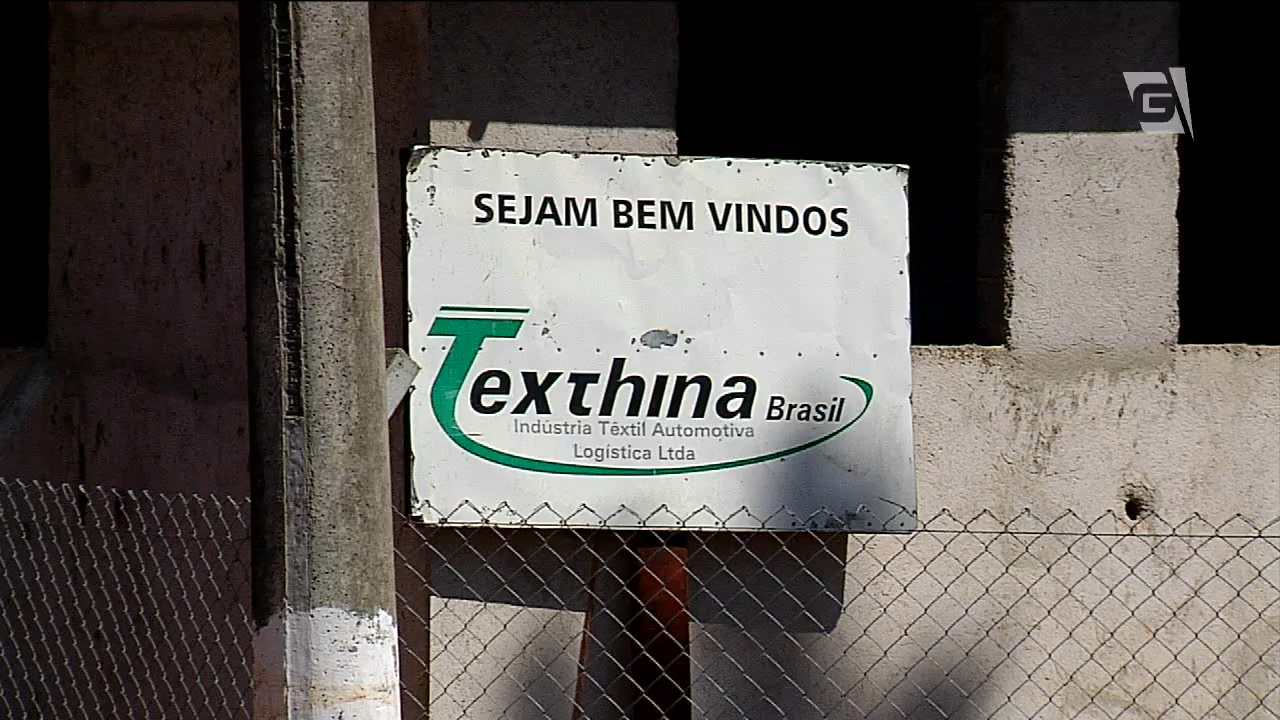 G
SEJAM BEM VINDOS
Texthina Brasil
Indústria Têxtil Automotiva
Logística Ltda